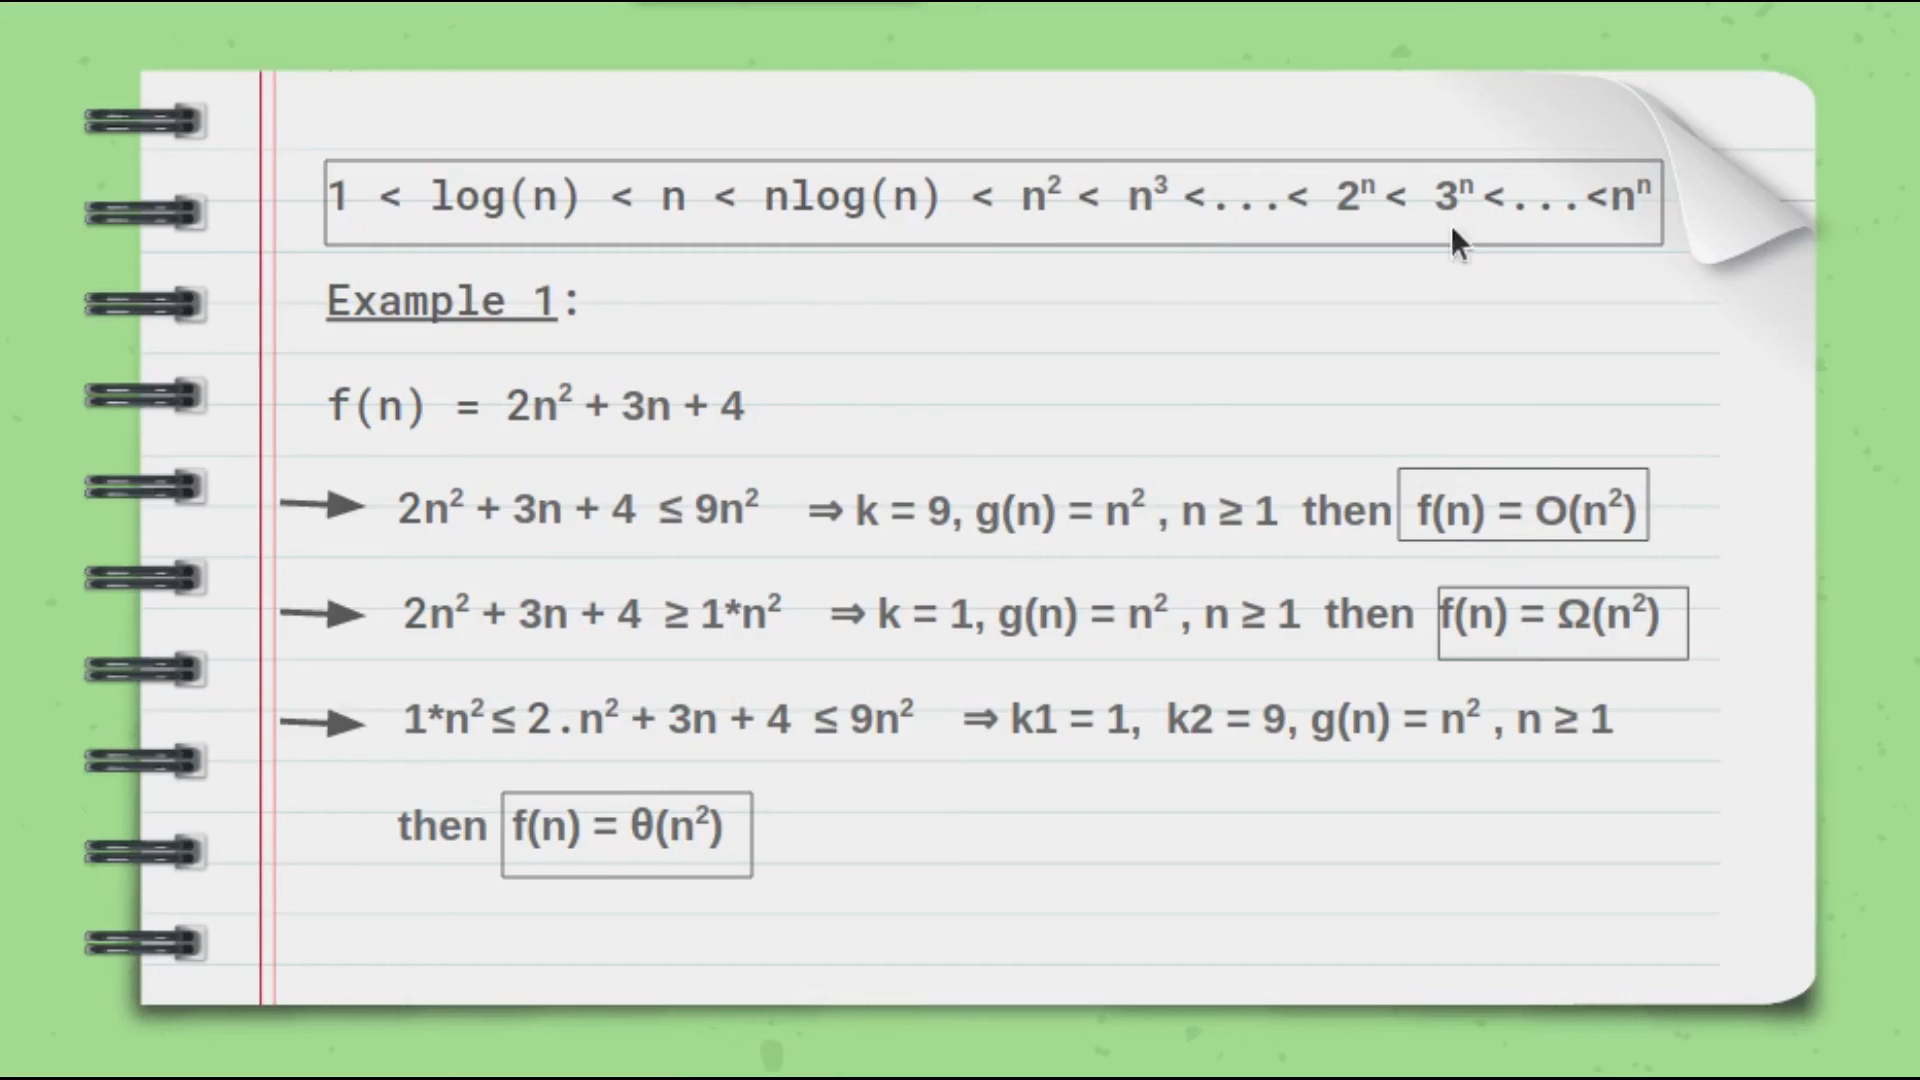 1 < log(n) < n < nlog(n) < n² < n³ <...< 2ⁿ < 3ⁿ <...<nⁿ
Example 1:
f(n) = 2n² + 3n + 4
2n² + 3n + 4 ≤ 9n² ⇒ k = 9, g(n) = n² , n ≥ 1 then f(n) = O(n²)
2n² + 3n + 4 ≥ 1*n² ⇒ k = 1, g(n) = n² , n ≥ 1 then f(n) = Ω(n²)
1*n² ≤ 2.n² + 3n + 4 ≤ 9n² ⇒ k1 = 1, k2 = 9, g(n) = n² , n ≥ 1
then f(n) = θ(n²)